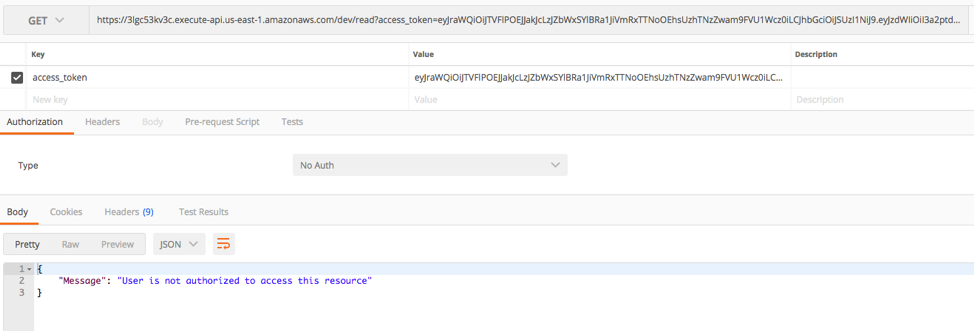 GET https://3lgc53kv3c.execute-api.us-east-1.amazonaws.com/dev/read?access_token=eyJraWQiOiJTVFlPOEJJakJcLzJZbWxSYlBRa1JiVmRxTTNoOEhsUzhTNzZwam9FVU1Wcz0iLCJhbGciOiJSUzI1NiJ9.eyJzdWIiOiI3a2ptd...
Key Value Description
access_token eyJraWQiOiJTVFlPOEJJakJcLzJZbWxSYlBRa1JiVmRxTTNoOEhsUzhTNzZwam9FVU1Wcz0iLC...
New key Value Description
Authorization Headers Body Pre-request Script Tests
Type No Auth
Body Cookies Headers (9) Test Results
Pretty Raw Preview JSON
1 {
2 "Message": "User is not authorized to access this resource"
3 }